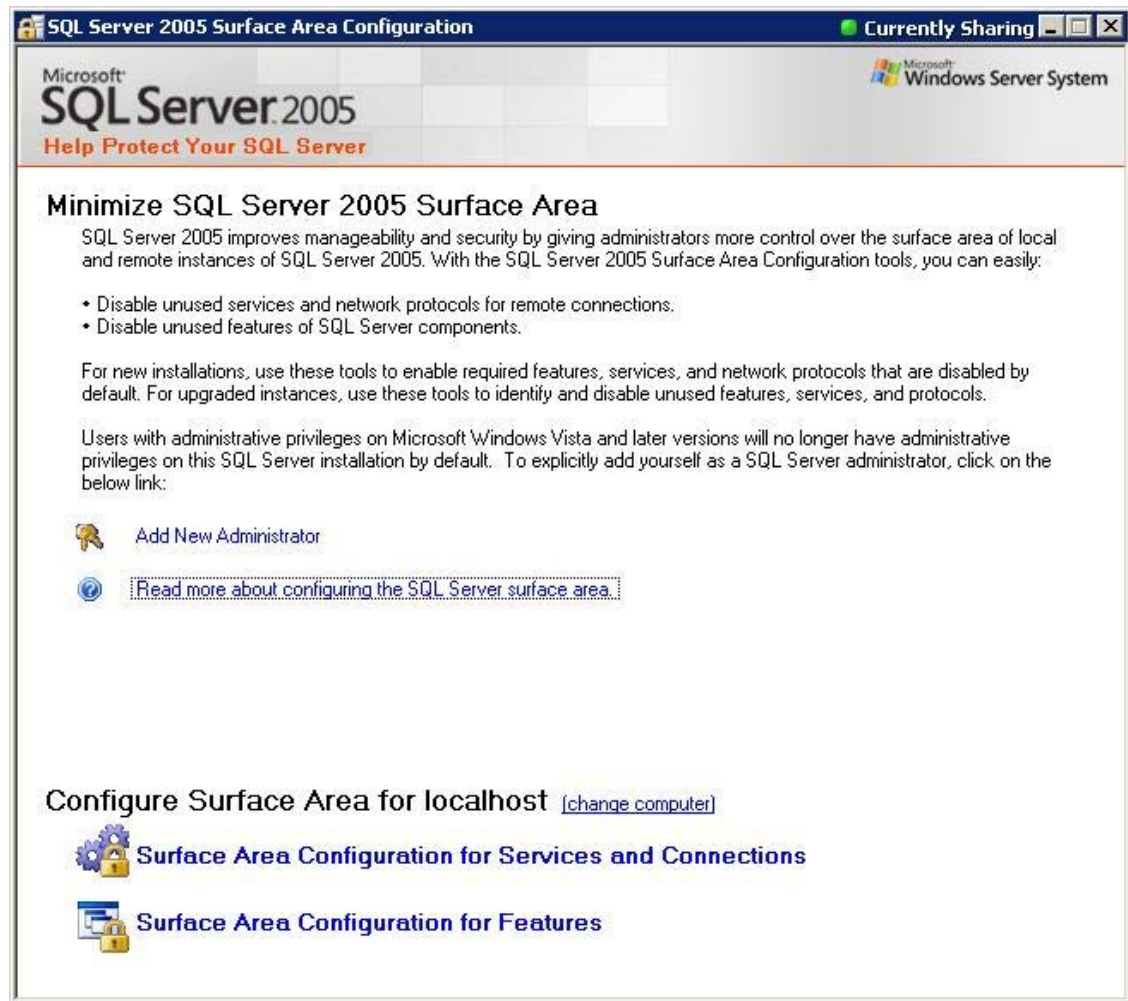 SQL Server 2005 Surface Area Configuration
Currently Sharing
Microsoft
SQL Server 2005
Help Protect Your SQL Server
Microsoft
Windows Server System
Minimize SQL Server 2005 Surface Area
SQL Server 2005 improves manageability and security by giving administrators more control over the surface area of local
and remote instances of SQL Server 2005. With the SQL Server 2005 Surface Area Configuration tools, you can easily:
• Disable unused services and network protocols for remote connections.
• Disable unused features of SQL Server components.
For new installations, use these tools to enable required features, services, and network protocols that are disabled by
default. For upgraded instances, use these tools to identify and disable unused features, services, and protocols.
Users with administrative privileges on Microsoft Windows Vista and later versions will no longer have administrative
privileges on this SQL Server installation by default. To explicitly add yourself as a SQL Server administrator, click on the
below link:
Add New Administrator
Read more about configuring the SQL Server surface area.
Configure Surface Area for localhost (change computer)
Surface Area Configuration for Services and Connections
Surface Area Configuration for Features